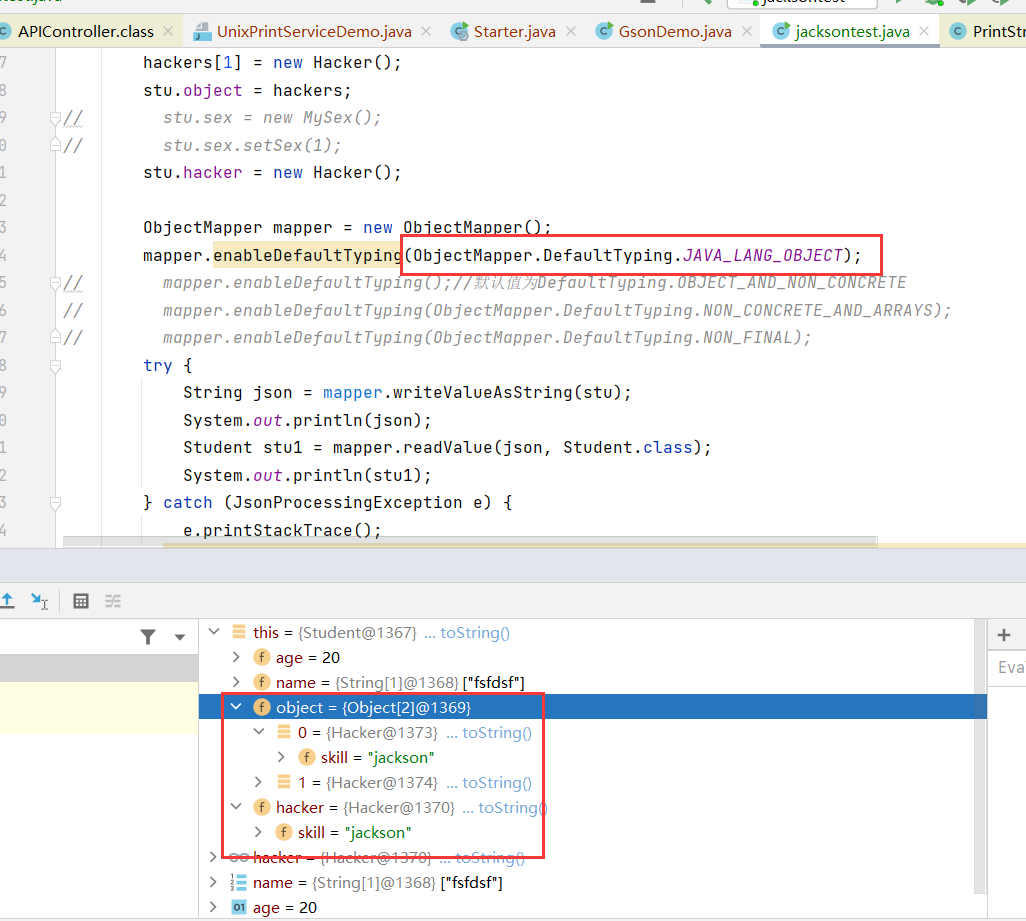 ntest.java
jacksontest
APIController.class
UnixPrintServiceDemo.java
Starter.java
GsonDemo.java
jacksontest.java
PrintStr
7 hackers[1] = new Hacker();
8 stu.object = hackers;
9 // stu.sex = new MySex();
0 // stu.sex.setSex(1);
1 stu.hacker = new Hacker();
2
3 ObjectMapper mapper = new ObjectMapper();
4 mapper.enableDefaultTyping(ObjectMapper.DefaultTyping.JAVA_LANG_OBJECT);
5 // mapper.enableDefaultTyping();//默认值为DefaultTyping.OBJECT_AND_NON_CONCRETE
6 // mapper.enableDefaultTyping(ObjectMapper.DefaultTyping.NON_CONCRETE_AND_ARRAYS);
7 // mapper.enableDefaultTyping(ObjectMapper.DefaultTyping.NON_FINAL);
8 try {
9 String json = mapper.writeValueAsString(stu);
0 System.out.println(json);
1 Student stu1 = mapper.readValue(json, Student.class);
2 System.out.println(stu1);
3 } catch (JsonProcessingException e) {
4 e.printStackTrace();
this = {Student@1367} ... toString()
age = 20
name = {String[1]@1368} ["fsfdsf"]
object = {Object[2]@1369}
0 = {Hacker@1373} ... toString()
skill = "jackson"
1 = {Hacker@1374} ... toString()
hacker = {Hacker@1370} ... toString()
skill = "jackson"
hacker = {Hacker@1370} ... toString()
name = {String[1]@1368} ["fsfdsf"]
age = 20
Eva